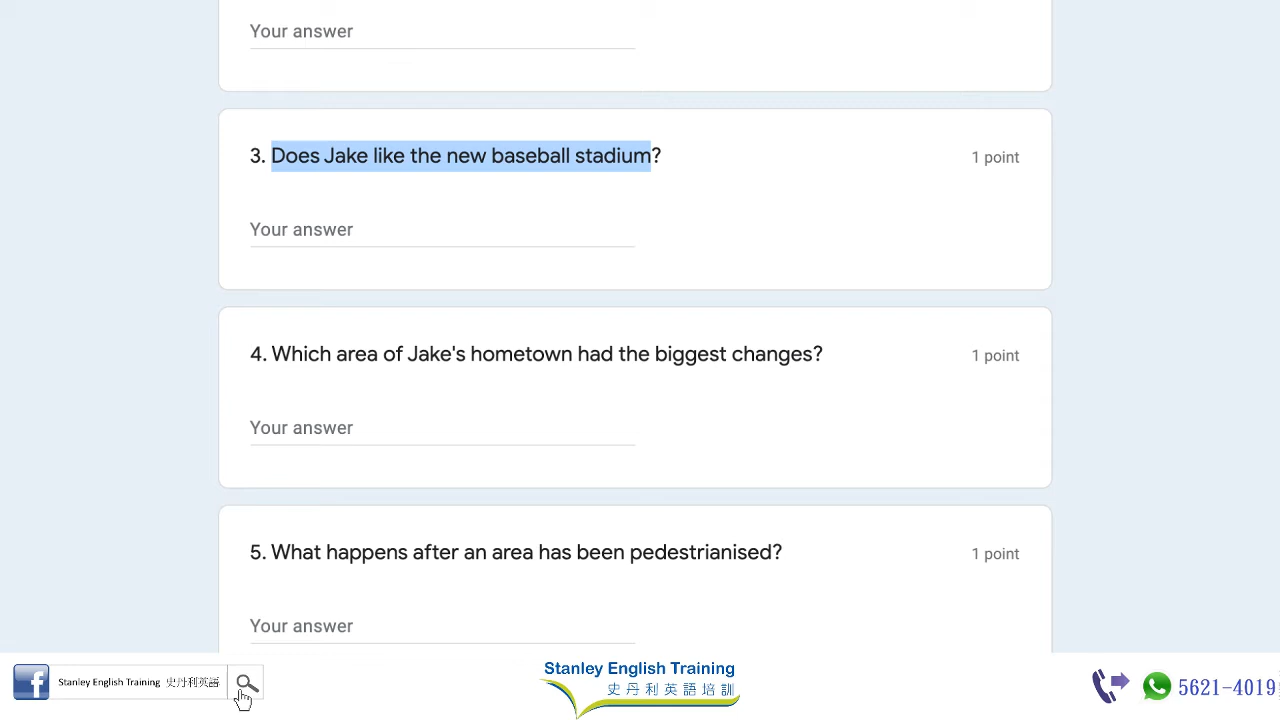 Your answer
3. Does Jake like the new baseball stadium?
1 point
Your answer
4. Which area of Jake's hometown had the biggest changes?
1 point
Your answer
5. What happens after an area has been pedestrianised?
1 point
Your answer
Stanley English Training 史丹利英語
Stanley English Training
史丹利英語培訓
5621-4019